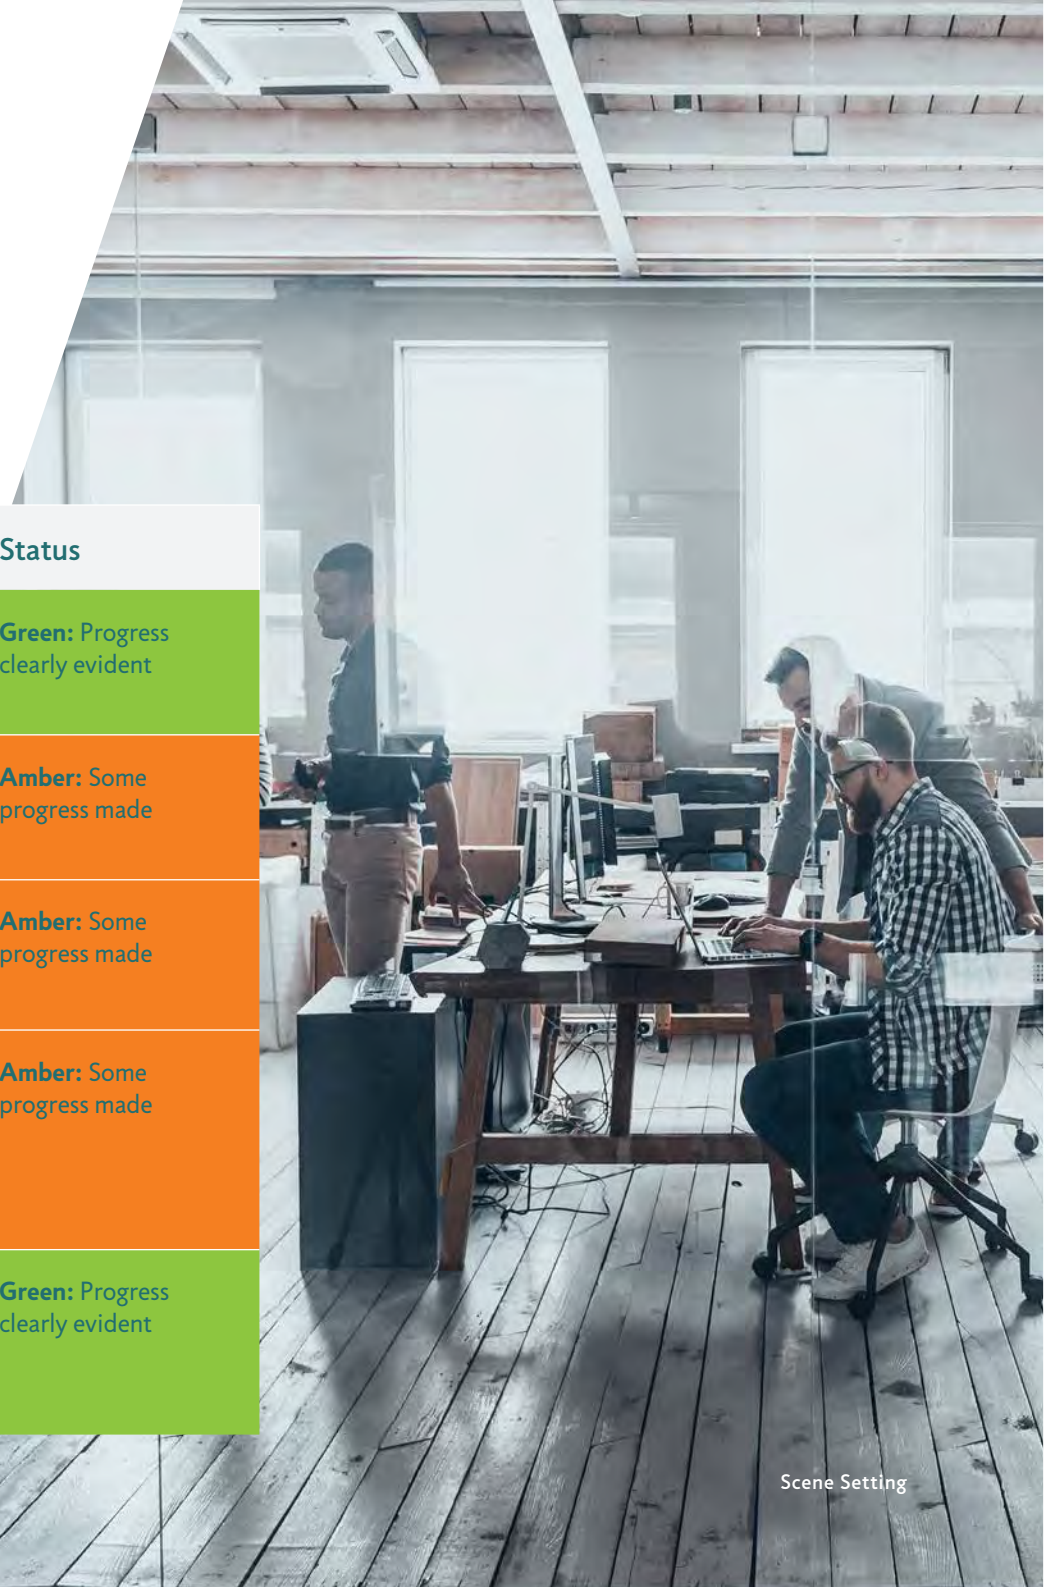 Status
Green: Progress
clearly evident
Amber: Some
progress made
Amber: Some
progress made
Amber: Some
progress made
Green: Progress
clearly evident
Scene Setting